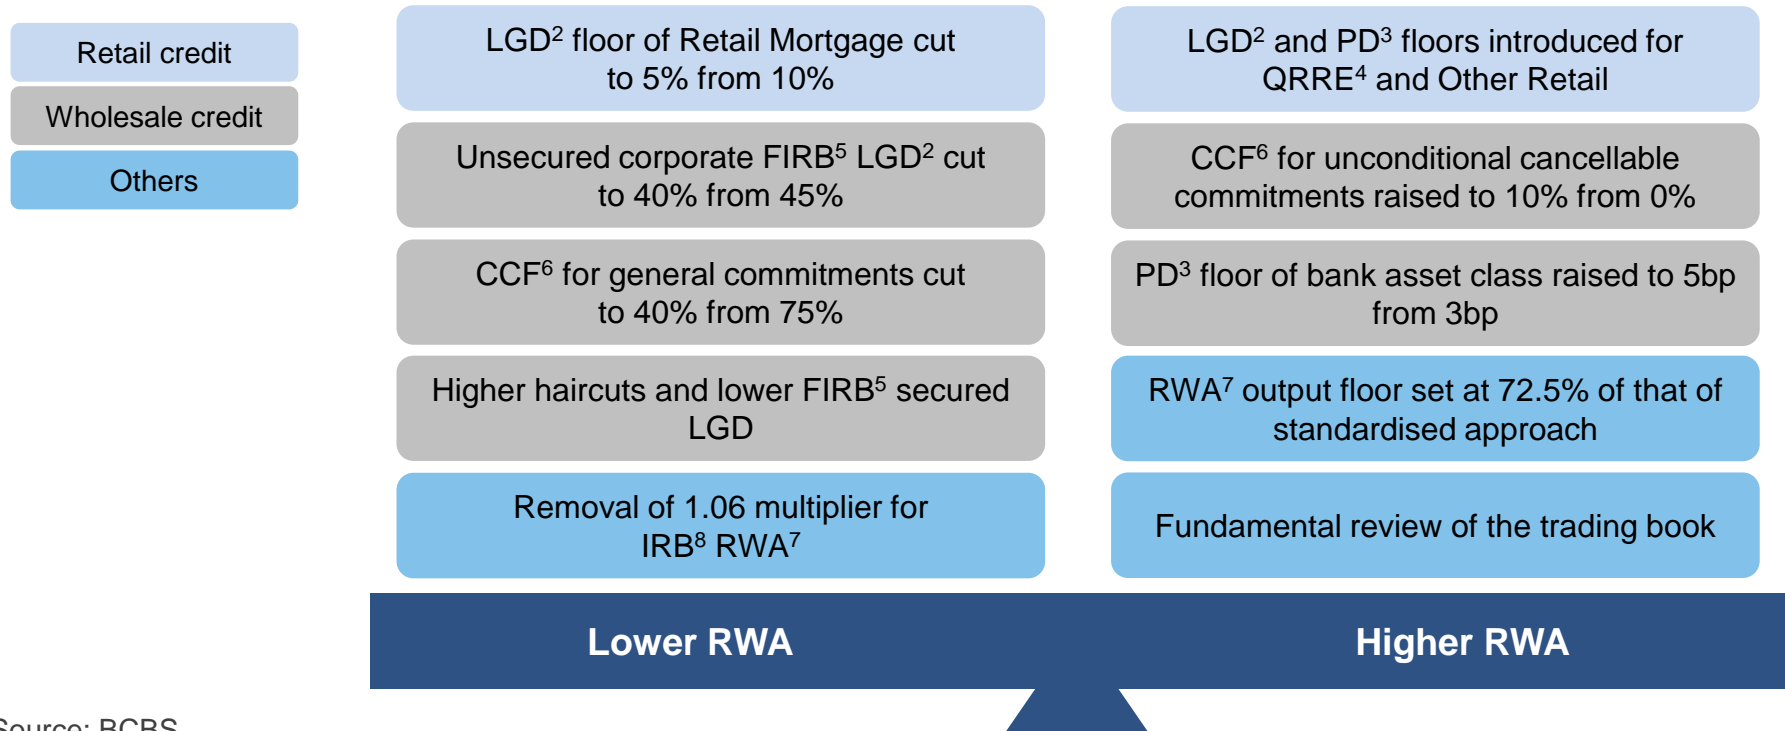 Retail credit
Wholesale credit
Others
LGD² floor of Retail Mortgage cut
to 5% from 10%
Unsecured corporate FIRB⁵ LGD² cut
to 40% from 45%
CCF⁶ for general commitments cut
to 40% from 75%
Higher haircuts and lower FIRB⁵ secured
LGD
Removal of 1.06 multiplier for
IRB⁸ RWA⁷
LGD² and PD³ floors introduced for
QRRE⁴ and Other Retail
CCF⁶ for unconditional cancellable
commitments raised to 10% from 0%
PD³ floor of bank asset class raised to 5bp
from 3bp
RWA⁷ output floor set at 72.5% of that of
standardised approach
Fundamental review of the trading book
Lower RWA
Higher RWA
Source: BCBS